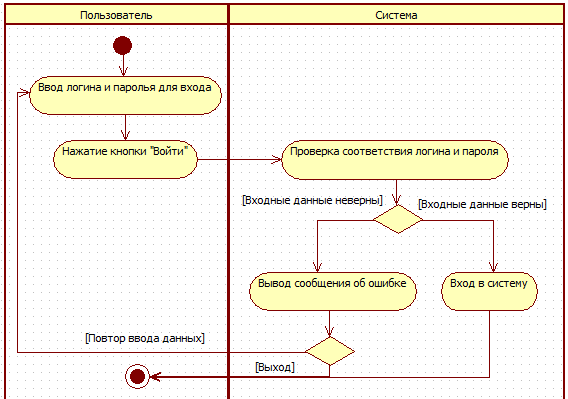 Пользователь
Система
Ввод логина и паролья для входа
Нажатие кнопки "Войти"
Проверка соответствия логина и пароля
[Входные данные неверны]
[Входные данные верны]
Вывод сообщения об ошибке
Вход в систему
[Повтор ввода данных]
[Выход]